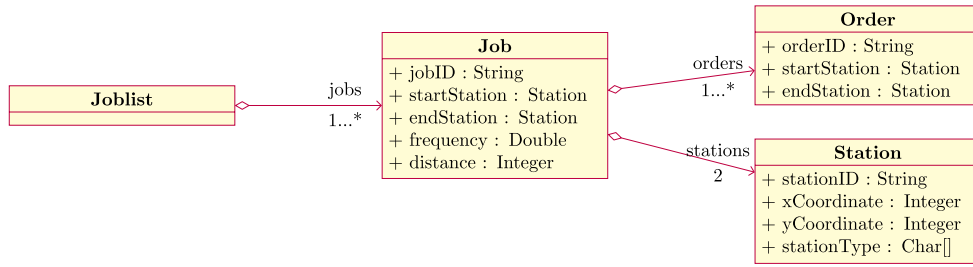 Joblist
jobs
1...*
Job
+ jobID : String
+ startStation : Station
+ endStation : Station
+ frequency : Double
+ distance : Integer
orders
1...*
Order
+ orderID : String
+ startStation : Station
+ endStation : Station
stations
2
Station
+ stationID : String
+ xCoordinate : Integer
+ yCoordinate : Integer
+ stationType : Char[]